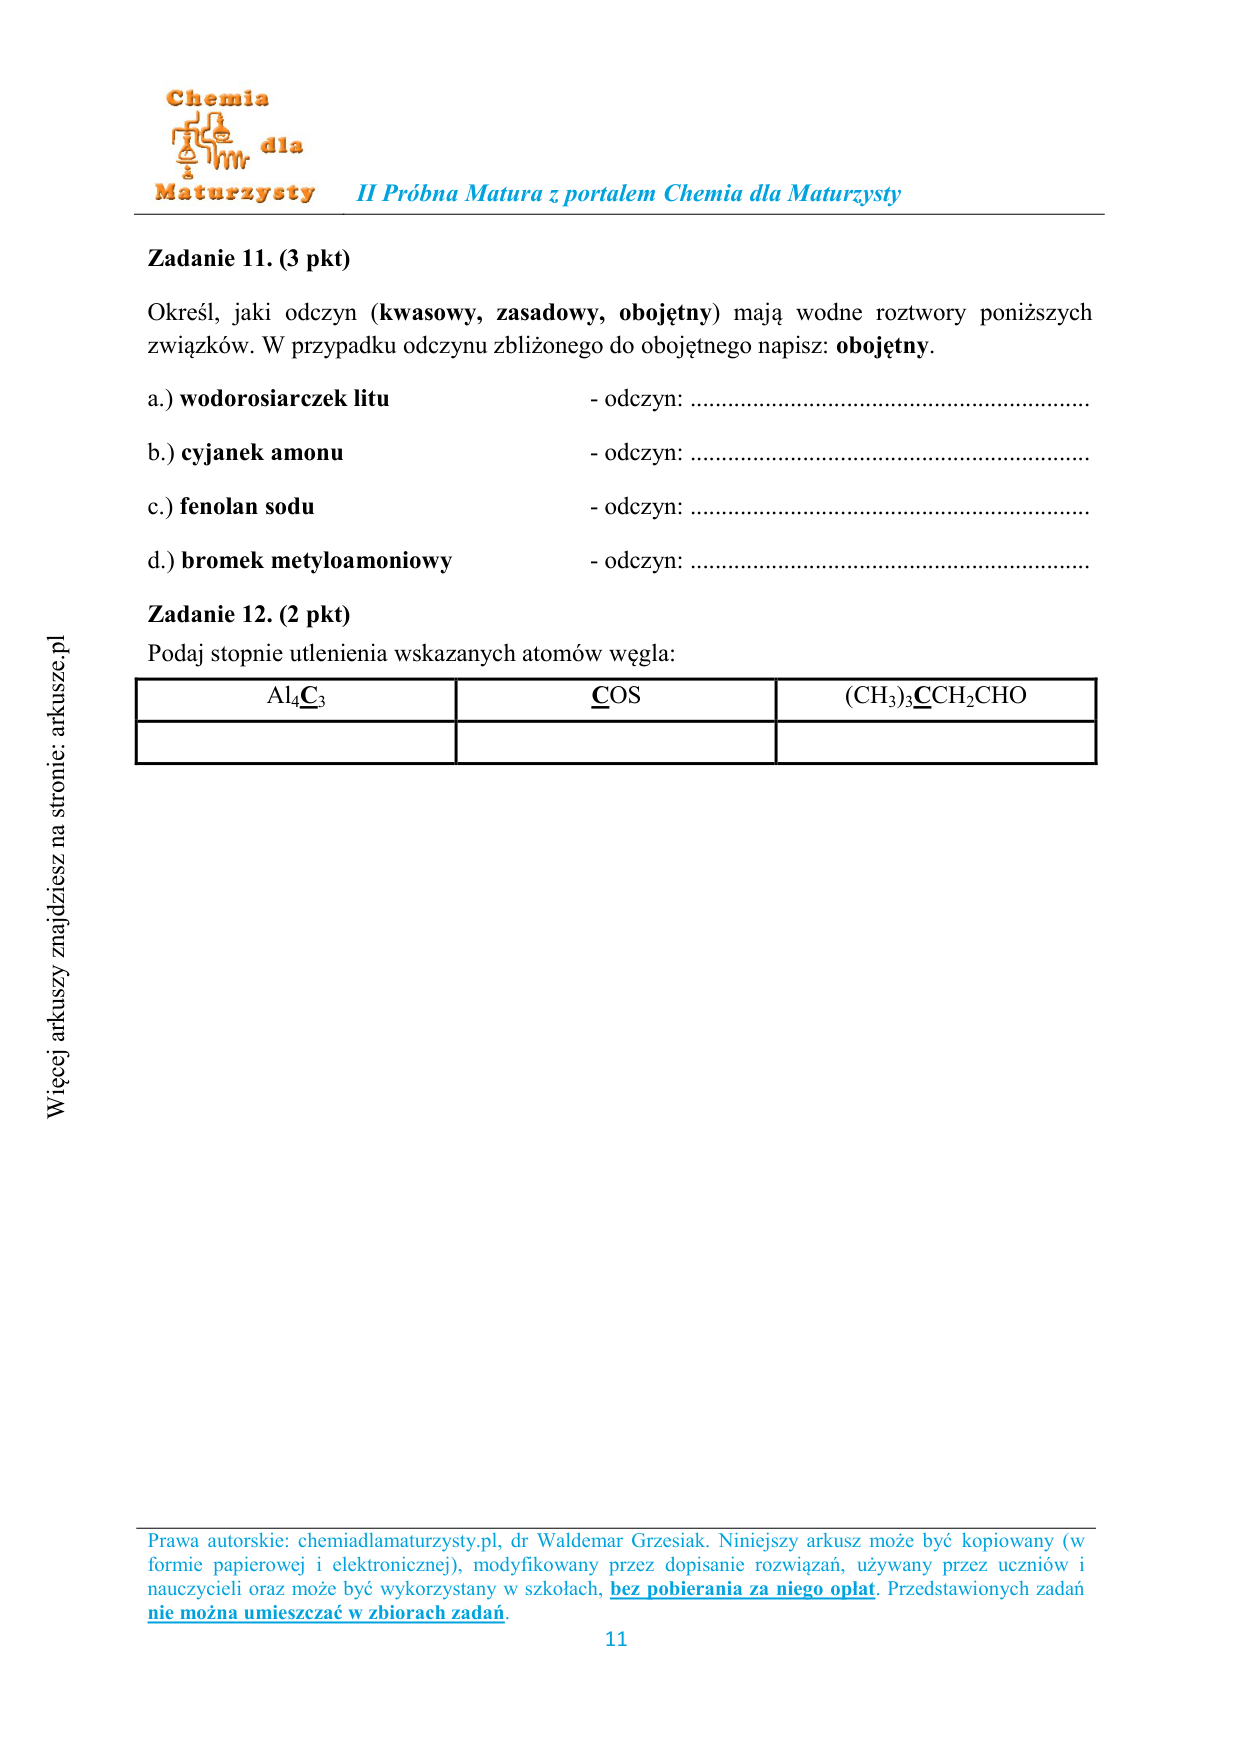 Chemia
dla
Maturzysty
II Próbna Matura z portalem Chemia dla Maturzysty
Zadanie 11. (3 pkt)
Określ, jaki odczyn (kwasowy, zasadowy, obojętny) mają wodne roztwory poniższych
związków. W przypadku odczynu zbliżonego do obojętnego napisz: obojętny.
a.) wodorosiarczek litu - odczyn: ................................................................
b.) cyjanek amonu - odczyn: ................................................................
c.) fenolan sodu - odczyn: ................................................................
d.) bromek metyloamoniowy - odczyn: ................................................................
Zadanie 12. (2 pkt)
Podaj stopnie utlenienia wskazanych atomów węgla:
Al₄C₃ COS (CH₃)₃CCH₂CHO
Więcej arkuszy znajdziesz na stronie: arkusze.pl
Prawa autorskie: chemiadlamaturzysty.pl, dr Waldemar Grzesiak. Niniejszy arkusz może być kopiowany (w
formie papierowej i elektronicznej), modyfikowany przez dopisanie rozwiązań, używany przez uczniów i
nauczycieli oraz może być wykorzystany w szkołach, bez pobierania za niego opłat. Przedstawionych zadań
nie można umieszczać w zbiorach zadań.
11